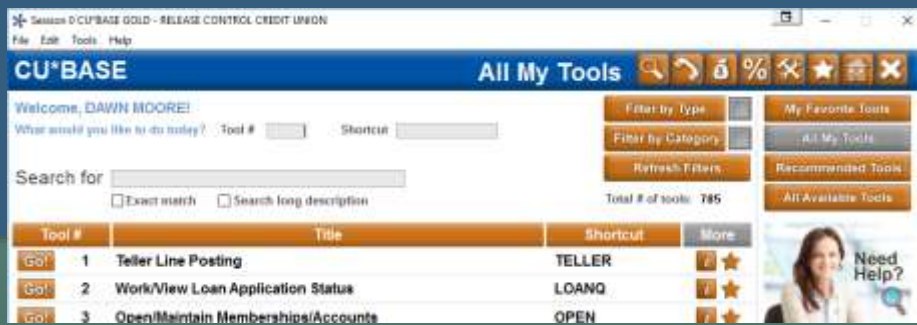 Session 0 CU*BASE GOLD - RELEASE CONTROL CREDIT UNION
File Edit Tools Help
CU*BASE All My Tools
Welcome, DAWN MOORE!
What would you like to do today? Tool # Shortcut
Filter by Type My Favorite Tools
Filter by Category All My Tools
Search for Refresh Filters Recommended Tools
Exact match Search long description Total # of tools: 785 All Available Tools
Tool # Title Shortcut More
Go! 1 Teller Line Posting TELLER i
Go! 2 Work/View Loan Application Status LOANQ i
Go! 3 Open/Maintain Memberships/Accounts OPEN
Need
Help?